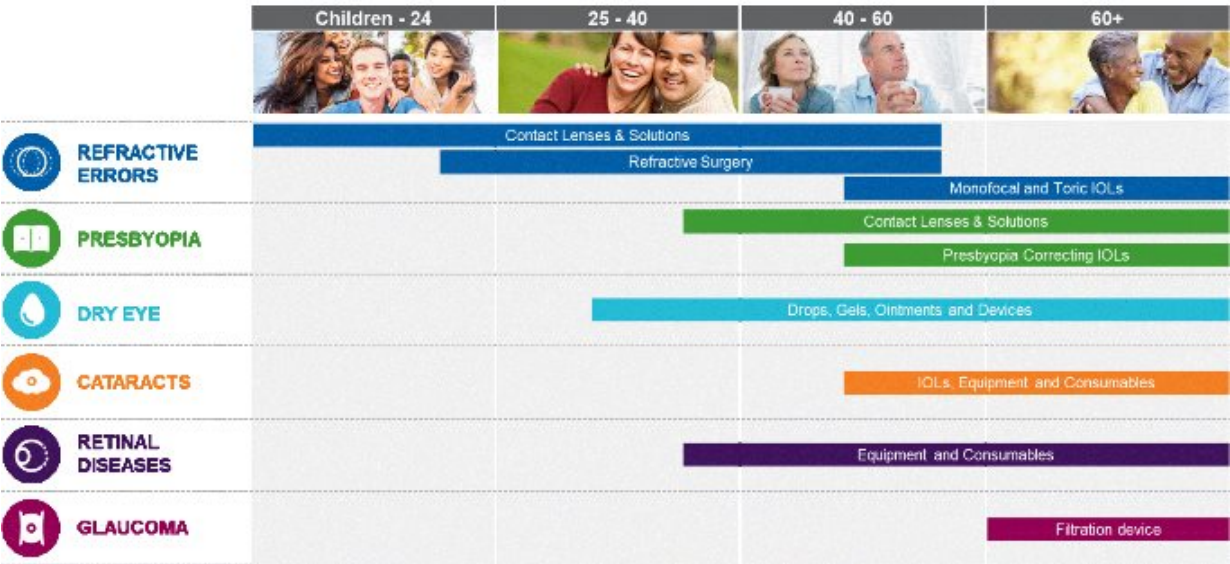 Children - 24
25 - 40
40 - 60
60+
REFRACTIVE
ERRORS
Contact Lenses & Solutions
Refractive Surgery
Monofocal and Toric IOLs
PRESBYOPIA
Contact Lenses & Solutions
Presbyopia Correcting IOLs
DRY EYE
Drops, Gels, Ointments and Devices
CATARACTS
IOLs, Equipment and Consumables
RETINAL
DISEASES
Equipment and Consumables
GLAUCOMA
Filtration device